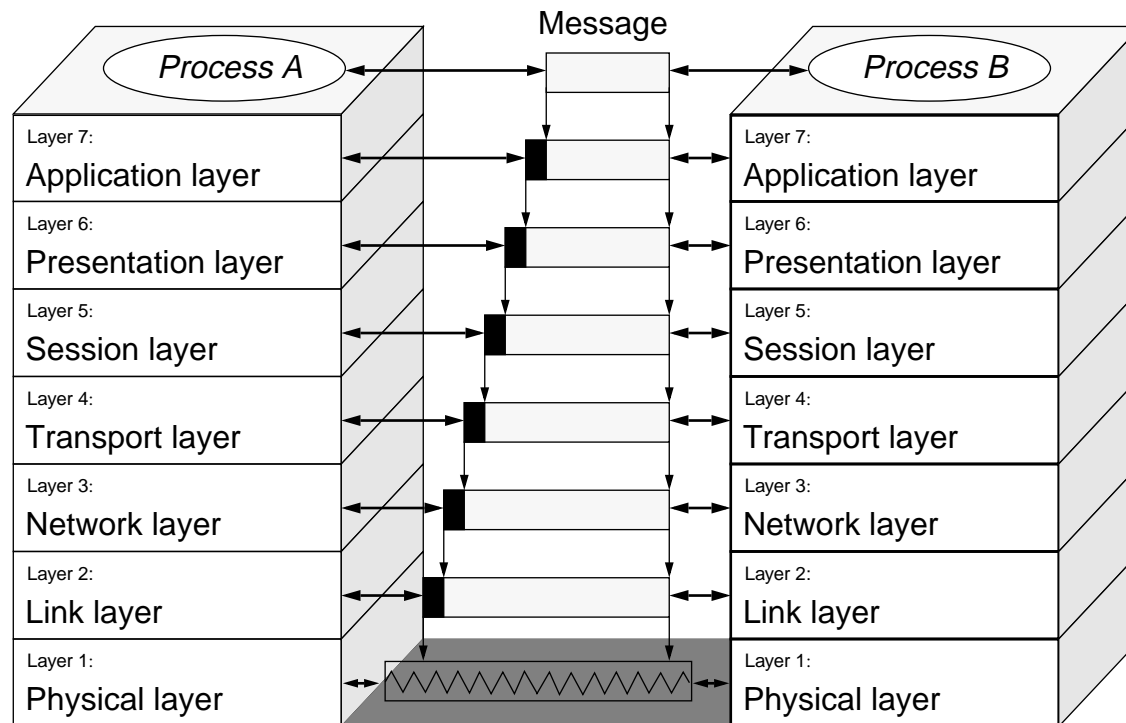 Message
Process A
Process B
Layer 7:
Application layer
Layer 6:
Presentation layer
Layer 5:
Session layer
Layer 4:
Transport layer
Layer 3:
Network layer
Layer 2:
Link layer
Layer 1:
Physical layer
Layer 7:
Application layer
Layer 6:
Presentation layer
Layer 5:
Session layer
Layer 4:
Transport layer
Layer 3:
Network layer
Layer 2:
Link layer
Layer 1:
Physical layer